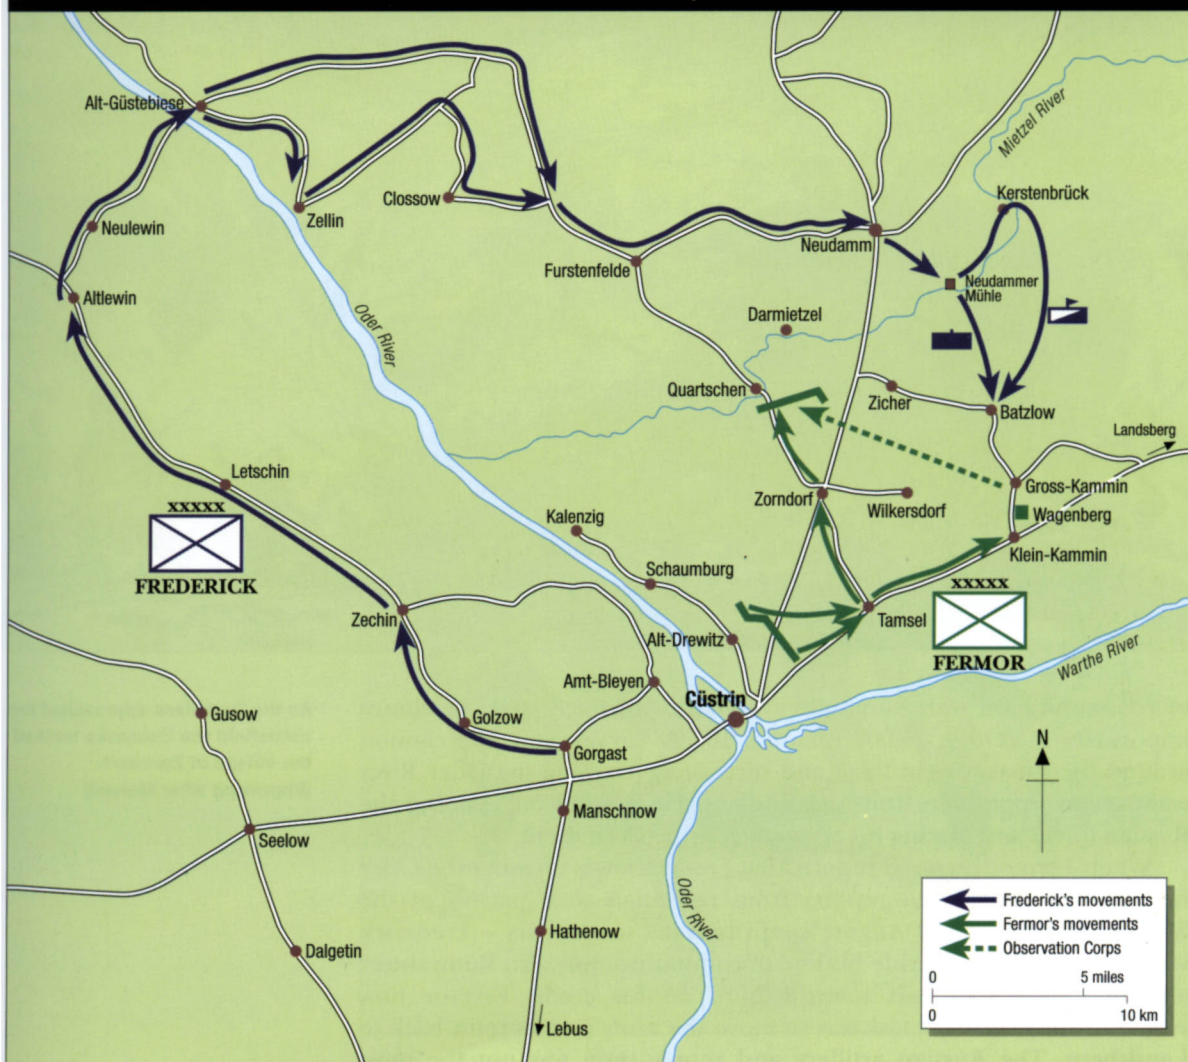 Alt-Güstebiese
Mietzel River
Kerstenbrück
Clossow
Zellin
Neulewin
Neudamm
Furstenfelde
Neudammer
Mühle
Altlewin
Darmietzel
Oder River
Quartschen
Zicher
Batzlow
Landsberg
Letschin
Gross-Kammin
Zorndorf
Wilkersdorf
Wagenberg
xxxxx
FREDERICK
Kalenzig
Klein-Kammin
Schaumburg
xxxxx
FERMOR
Zechin
Tamsel
Alt-Drewitz
Warthe River
Amt-Bleyen
Cüstrin
Gusow
Golzow
Gorgast
N
Manschnow
Seelow
Oder River
Hathenow
Dalgetin
Lebus
Frederick's movements
Fermor's movements
Observation Corps
0 5 miles
0 10 km